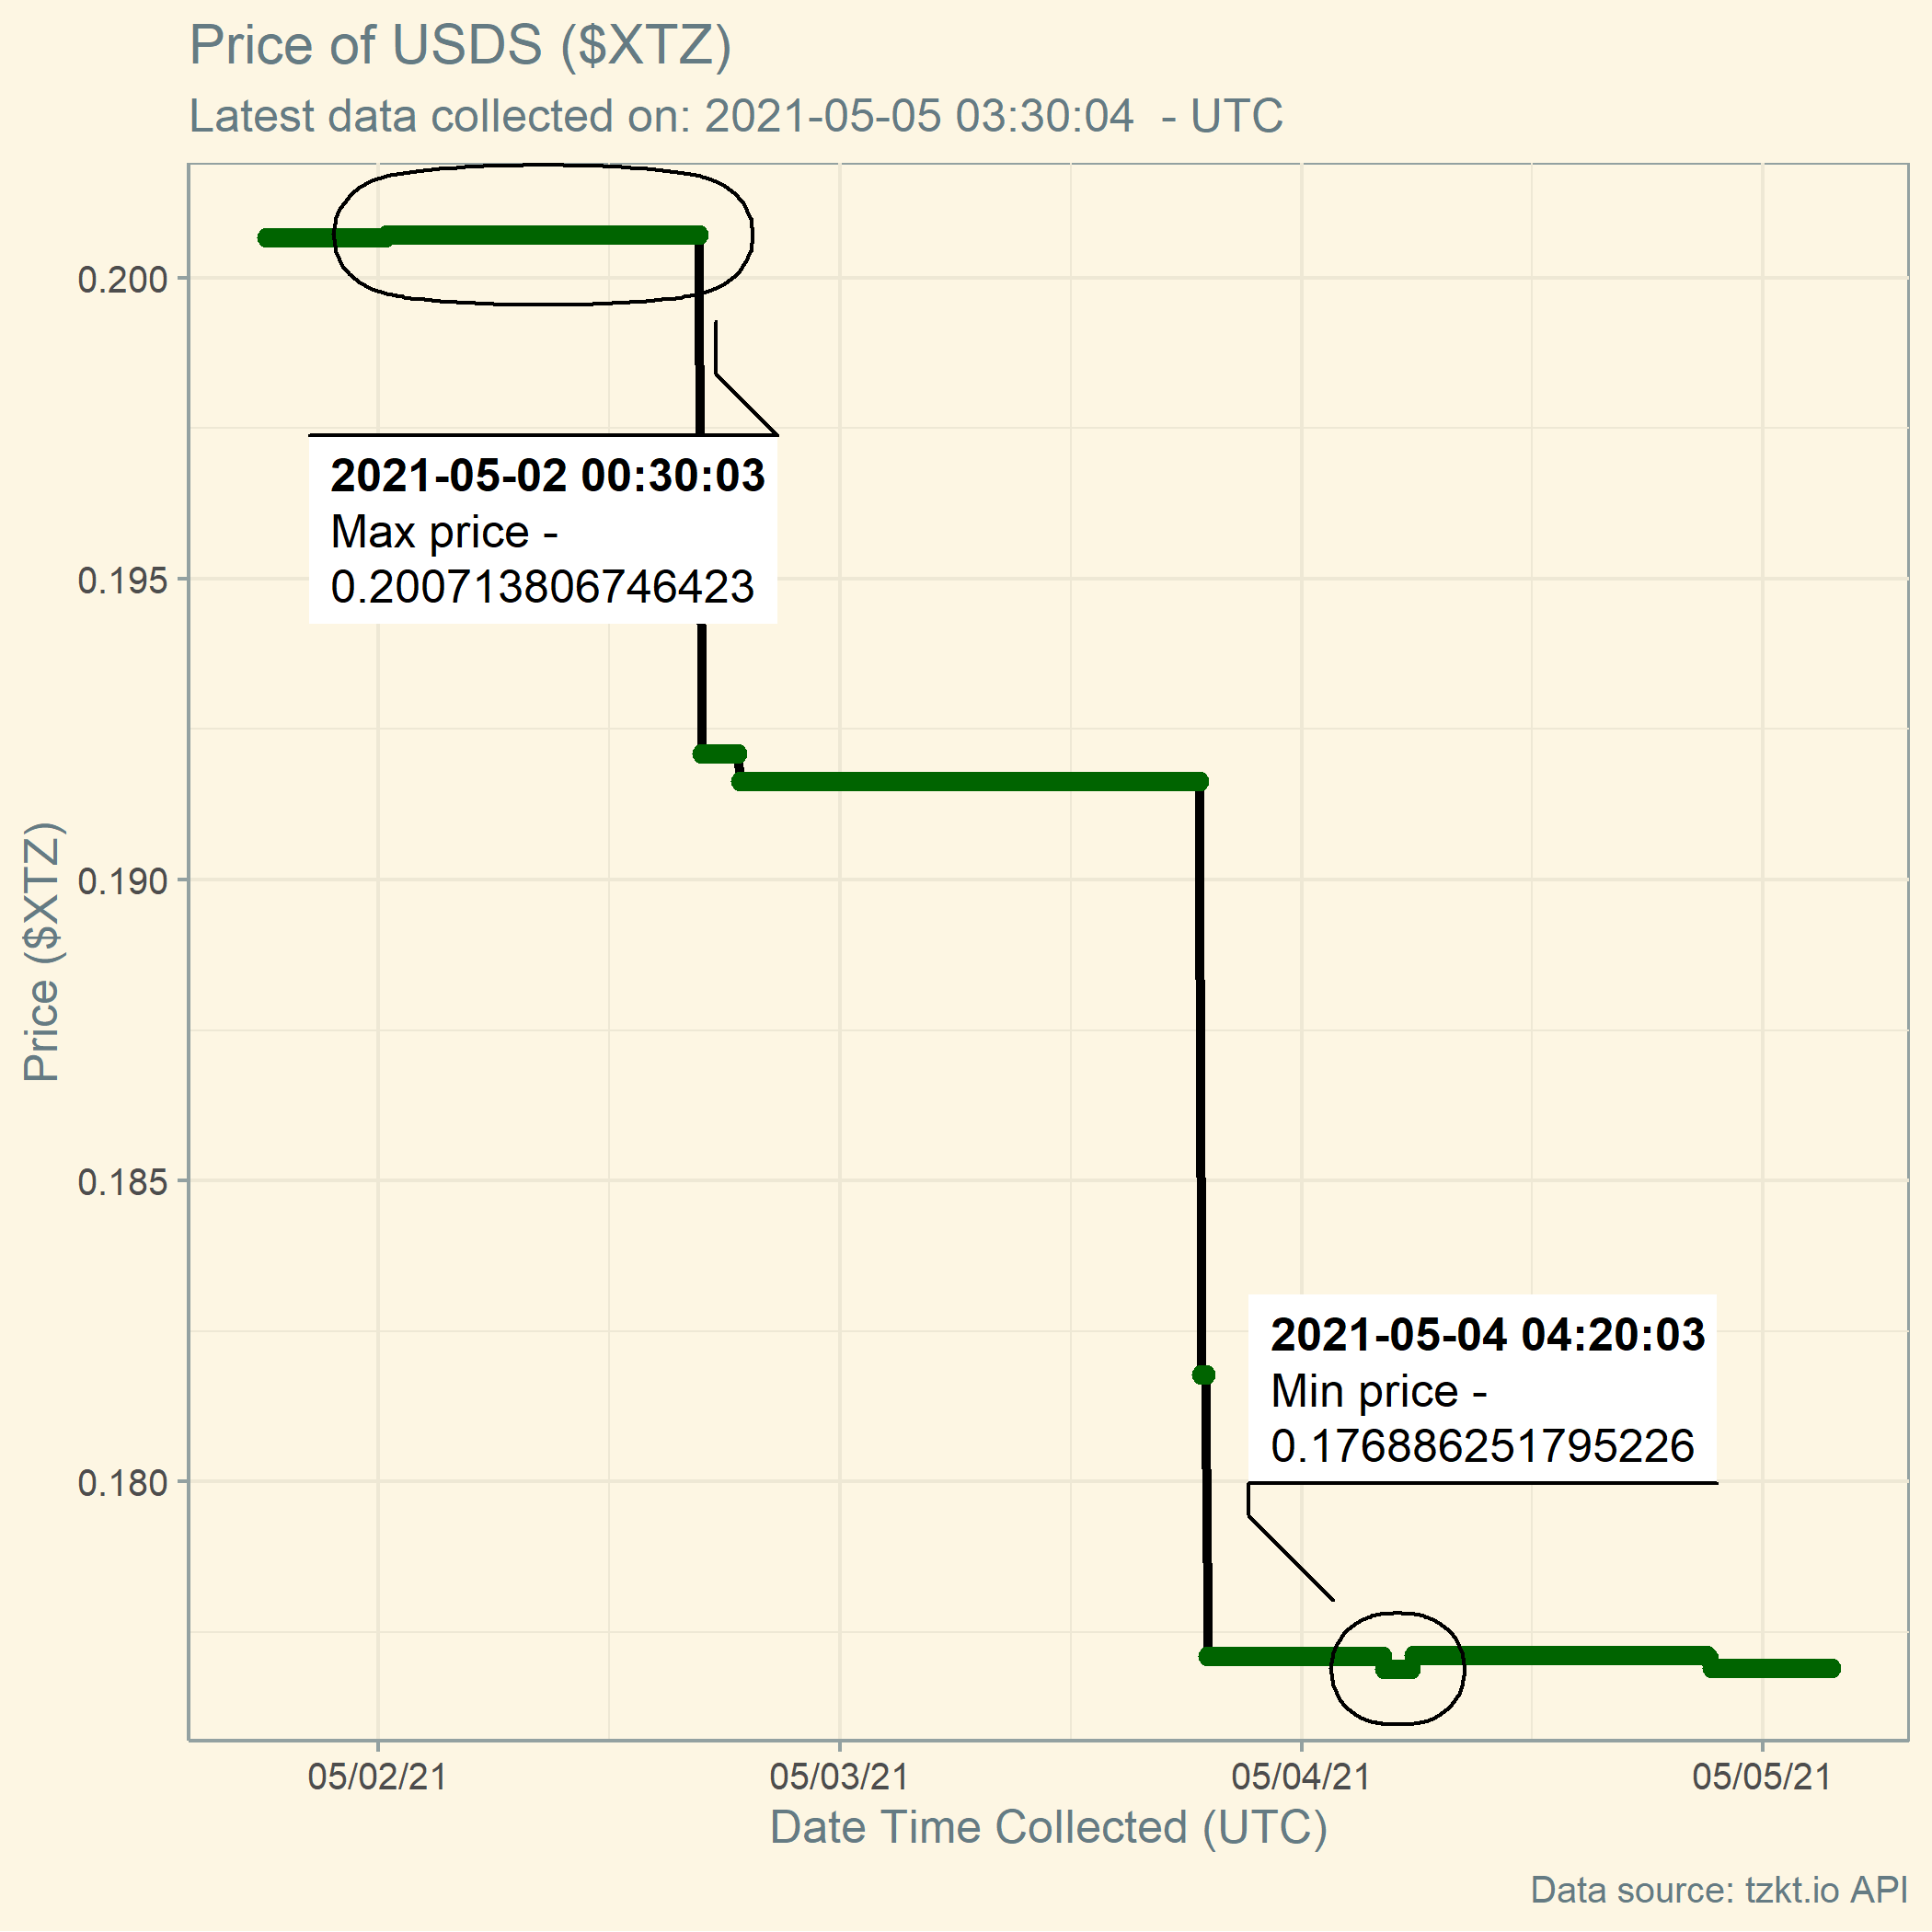 Price of USDS ($XTZ)
Latest data collected on: 2021-05-05 03:30:04  - UTC
0.200
2021-05-02 00:30:03
Max price -
0.200713806746423
0.195
0.190
Price ($XTZ)
0.185
2021-05-04 04:20:03
Min price -
0.176886251795226
0.180
05/02/21
05/03/21
05/04/21
05/05/21
Date Time Collected (UTC)
Data source: tzkt.io API